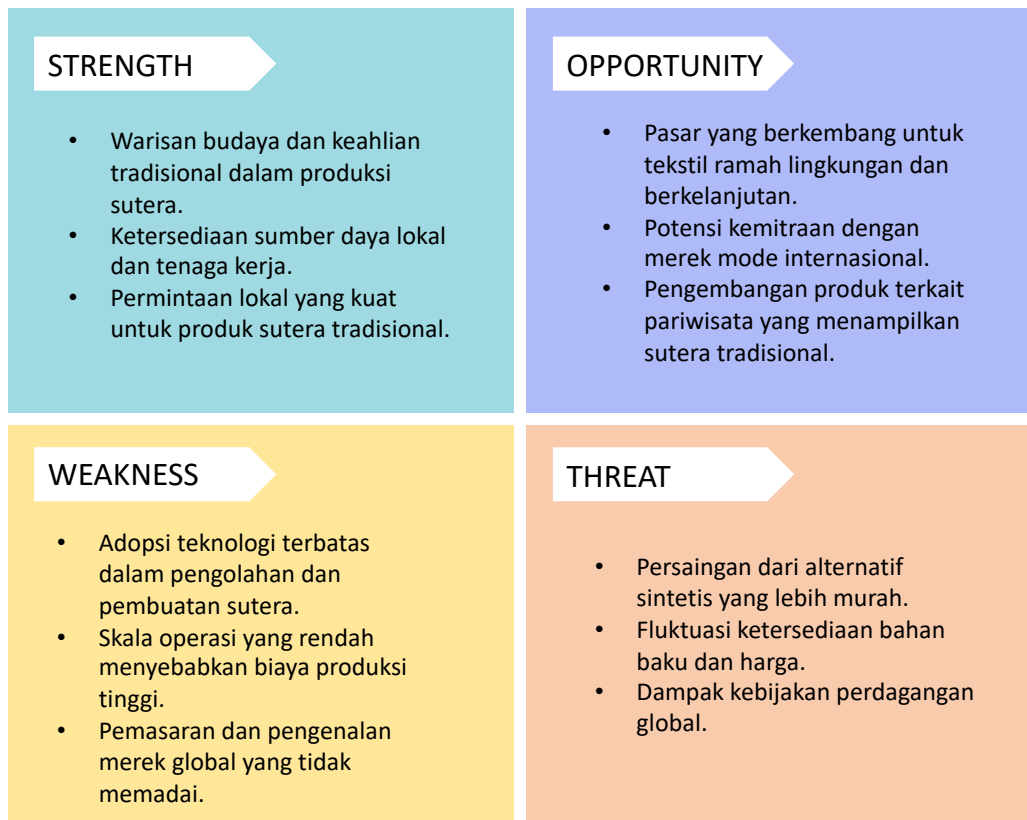 STRENGTH
• Warisan budaya dan keahlian
tradisional dalam produksi
sutera.
• Ketersediaan sumber daya lokal
dan tenaga kerja.
• Permintaan lokal yang kuat
untuk produk sutera tradisional.
OPPORTUNITY
• Pasar yang berkembang untuk
tekstil ramah lingkungan dan
berkelanjutan.
• Potensi kemitraan dengan
merek mode internasional.
• Pengembangan produk terkait
pariwisata yang menampilkan
sutera tradisional.
WEAKNESS
• Adopsi teknologi terbatas
dalam pengolahan dan
pembuatan sutera.
• Skala operasi yang rendah
menyebabkan biaya produksi
tinggi.
• Pemasaran dan pengenalan
merek global yang tidak
memadai.
THREAT
• Persaingan dari alternatif
sintetis yang lebih murah.
• Fluktuasi ketersediaan bahan
baku dan harga.
• Dampak kebijakan perdagangan
global.